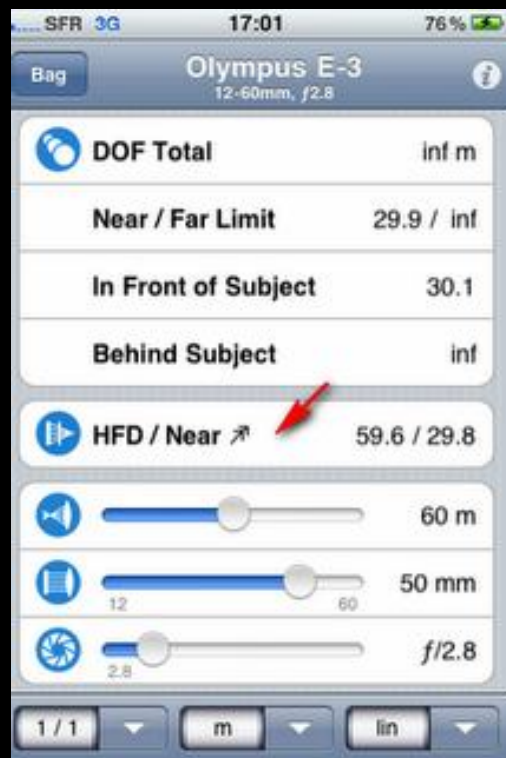 SFR 3G 17:01 76 %
Bag Olympus E-3
12-60mm, ƒ2.8
DOF Total inf m
Near / Far Limit 29.9 / inf
In Front of Subject 30.1
Behind Subject inf
HFD / Near 59.6 / 29.8
60 m
50 mm
12 60
ƒ/2.8
2.8
1 / 1 m lin